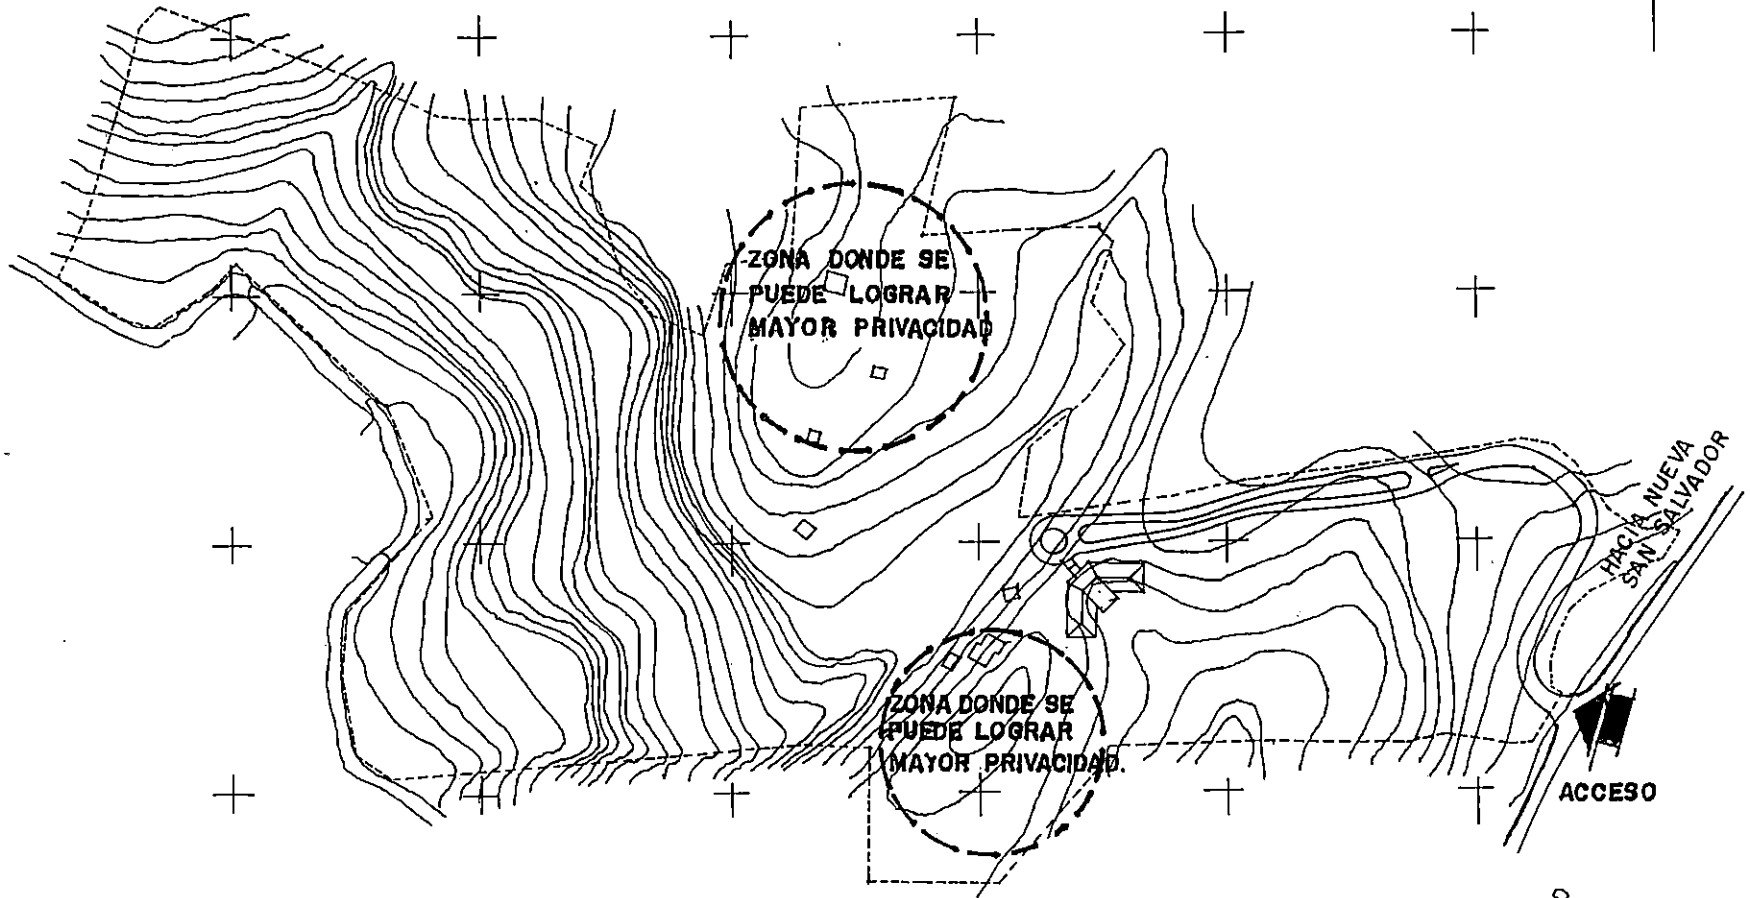 ZONA DONDE SE
PUEDE LOGRAR
MAYOR PRIVACIDAD
HACIA NUEVA
SAN SALVADOR
ZONA DONDE SE
PUEDE LOGRAR
MAYOR PRIVACIDAD.
ACCESO